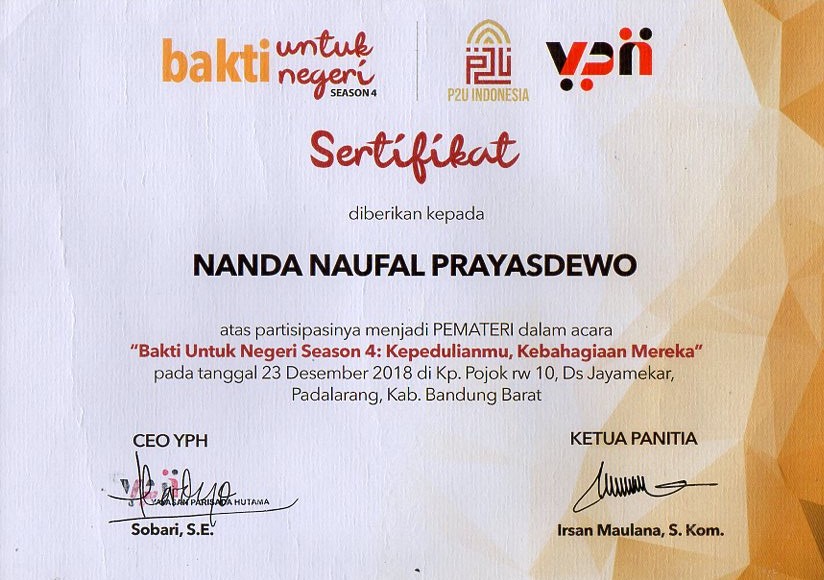 bakti untuk negeri
SEASON 4
P2U
P2U INDONESIA
Sertifikat
diberikan kepada
NANDA NAUFAL PRAYASDEWO
atas partisipasinya menjadi PEMATERI dalam acara
“Bakti Untuk Negeri Season 4: Kepedulianmu, Kebahagiaan Mereka”
pada tanggal 23 Desember 2018 di Kp. Pojok rw 10, Ds Jayamekar,
Padalarang, Kab. Bandung Barat
CEO YPH
YAYASAN PARISADA HUTAMA
Sobari, S.E.
KETUA PANITIA
Irsan Maulana, S. Kom.